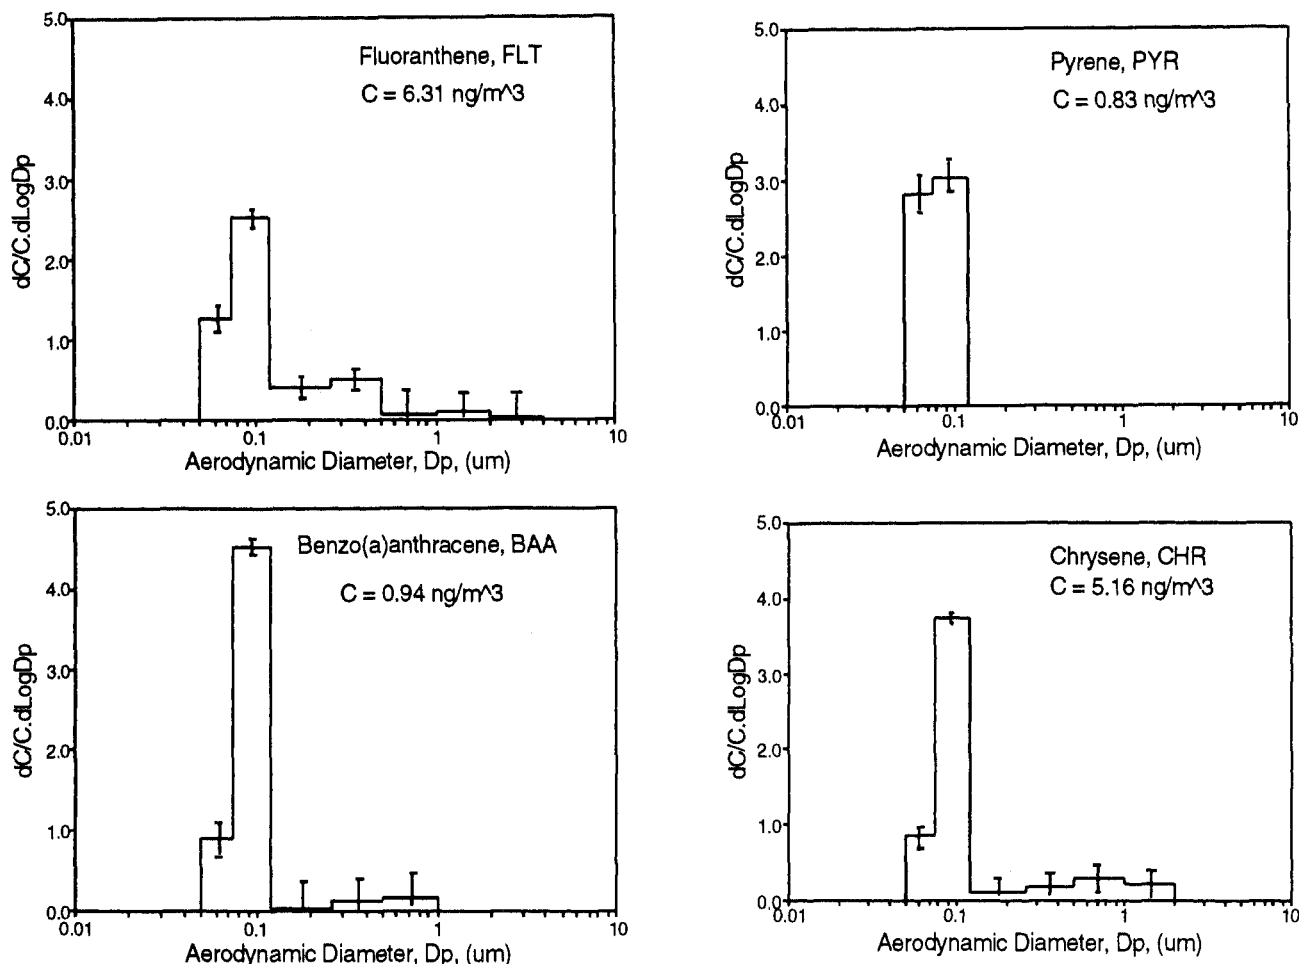 Fluoranthene, FLT
C = 6.31 ng/m^3
dC/C.dLogDp
5.0
4.0
3.0
2.0
1.0
0.0
0.01 0.1 1 10
Aerodynamic Diameter, Dp, (um)
Pyrene, PYR
C = 0.83 ng/m^3
dC/C.dLogDp
5.0
4.0
3.0
2.0
1.0
0.0
0.01 0.1 1 10
Aerodynamic Diameter, Dp, (um)
Benzo(a)anthracene, BAA
C = 0.94 ng/m^3
dC/C.dLogDp
5.0
4.0
3.0
2.0
1.0
0.0
0.01 0.1 1 10
Aerodynamic Diameter, Dp, (um)
Chrysene, CHR
C = 5.16 ng/m^3
dC/C.dLogDp
5.0
4.0
3.0
2.0
1.0
0.0
0.01 0.1 1 10
Aerodynamic Diameter, Dp, (um)